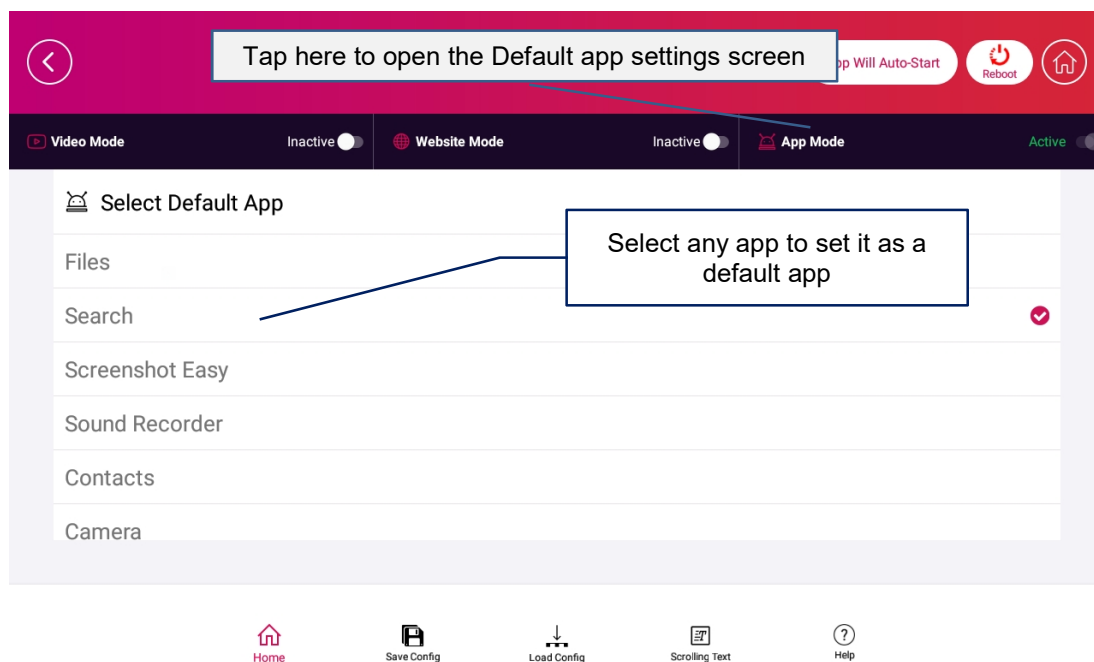 Tap here to open the Default app settings screen
pp Will Auto-Start
Reboot
Video Mode
Inactive
Website Mode
Inactive
App Mode
Active
Select Default App
Select any app to set it as a
default app
Files
Search
Screenshot Easy
Sound Recorder
Contacts
Camera
Home
Save Config
Load Config
Scrolling Text
Help